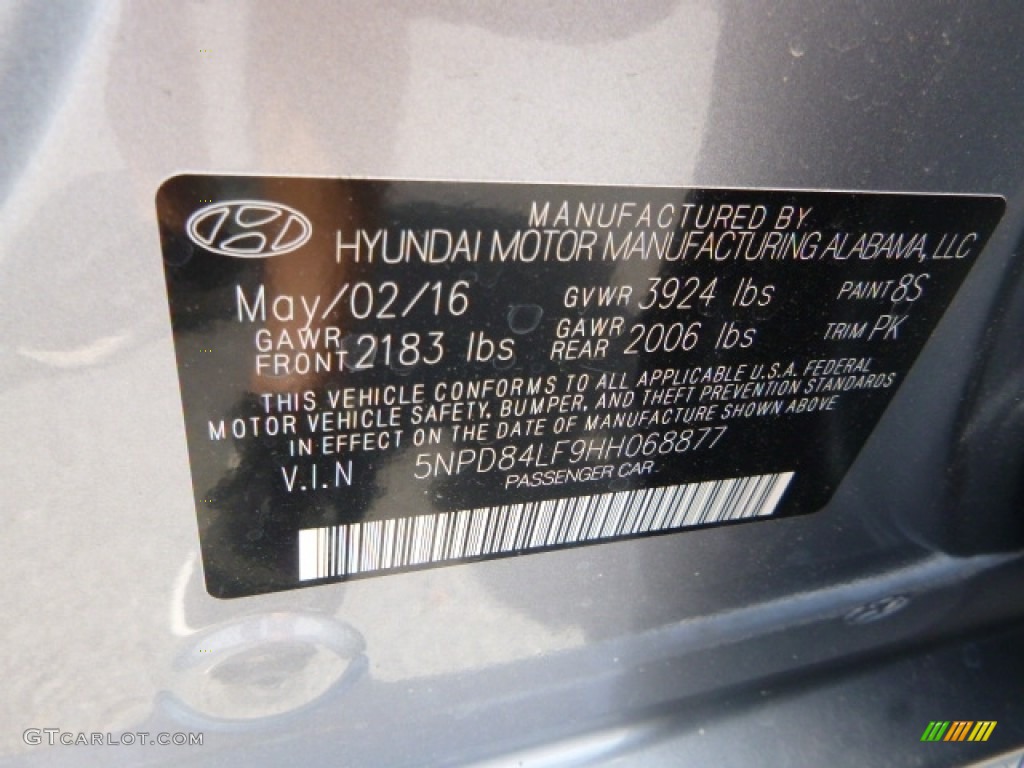 MANUFACTURED BY
HYUNDAI MOTOR MANUFACTURING ALABAMA, LLC
May/02/16 GVWR 3924 lbs PAINT 8S
GAWR FRONT 2183 lbs GAWR REAR 2006 lbs TRIM PK
THIS VEHICLE CONFORMS TO ALL APPLICABLE U.S.A. FEDERAL
MOTOR VEHICLE SAFETY, BUMPER, AND THEFT PREVENTION STANDARDS
IN EFFECT ON THE DATE OF MANUFACTURE SHOWN ABOVE
V.I.N 5NPD84LF9HH068877
PASSENGER CAR
GTCARLOT.COM